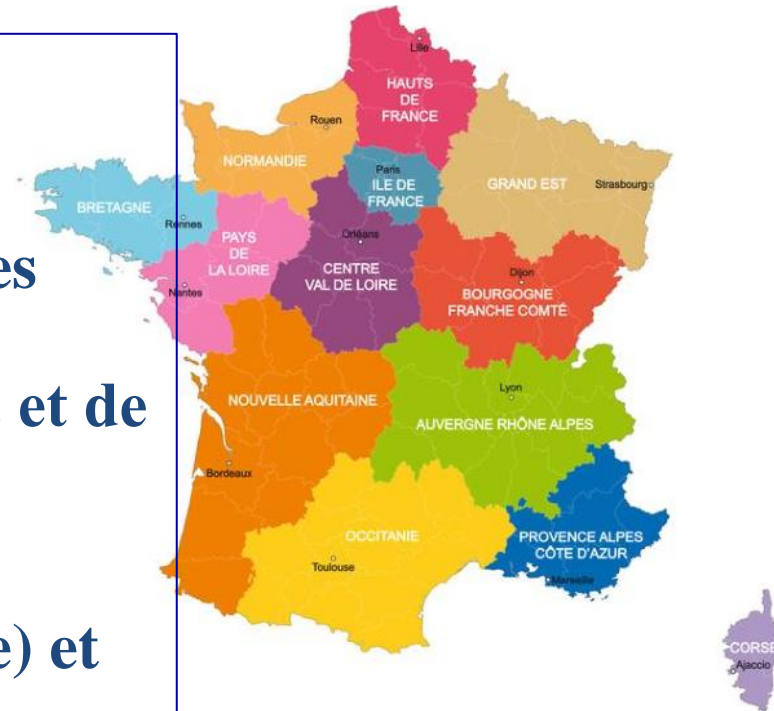 es
et de
e) et
Lille
HAUTS
DE
FRANCE
Rouen
NORMANDIE
Paris
ILE DE
FRANCE
GRAND EST
Strasbourg
BRETAGNE
Rennes
PAYS
DE
LA LOIRE
Nantes
Orléans
CENTRE
VAL DE LOIRE
Dijon
BOURGOGNE
FRANCHE COMTÉ
NOUVELLE AQUITAINE
Bordeaux
Lyon
AUVERGNE RHÔNE ALPES
OCCITANIE
Toulouse
PROVENCE ALPES
CÔTE D'AZUR
Marseille
CORSE
Ajaccio